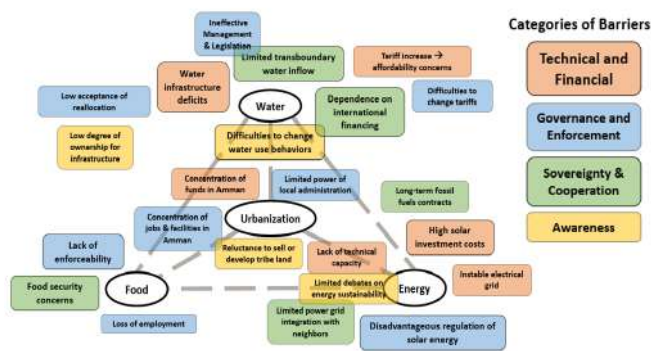 Ineffective
Management
& Legislation
Limited transboundary
water inflow
Tariff increase →
affordability concerns
Categories of Barriers
Technical and
Financial
Governance and
Enforcement
Sovereignty &
Cooperation
Awareness
Water
infrastructure
deficits
Low acceptance of
reallocation
Difficulties to
change tariffs
Water
Dependence on
international
financing
Low degree of
ownership for
infrastructure
Difficulties to change
water use behaviors
Concentration of
funds in Amman
Limited power of
local administration
Long-term fossil
fuels contracts
Concentration of
jobs & facilities in
Amman
Urbanization
High solar
investment costs
Lack of
enforceability
Reluctance to sell or
develop tribe land
Lack of technical
capacity
Instable electrical
grid
Food security
concerns
Food
Limited debates on
energy sustainability
Energy
Loss of employment
Limited power grid
integration with
neighbors
Disadvantageous regulation of
solar energy